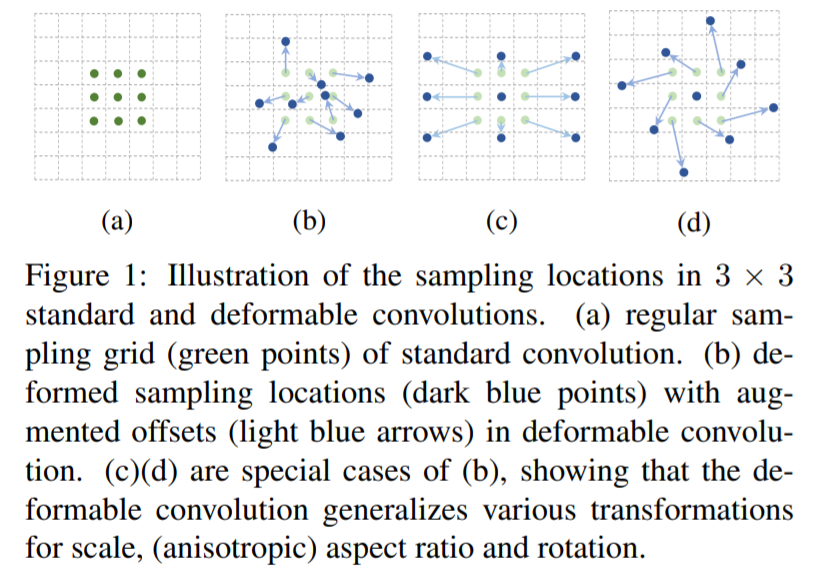 (a) (b) (c) (d)
Figure 1: Illustration of the sampling locations in 3 × 3
standard and deformable convolutions. (a) regular sam-
pling grid (green points) of standard convolution. (b) de-
formed sampling locations (dark blue points) with aug-
mented offsets (light blue arrows) in deformable convolu-
tion. (c)(d) are special cases of (b), showing that the de-
formable convolution generalizes various transformations
for scale, (anisotropic) aspect ratio and rotation.